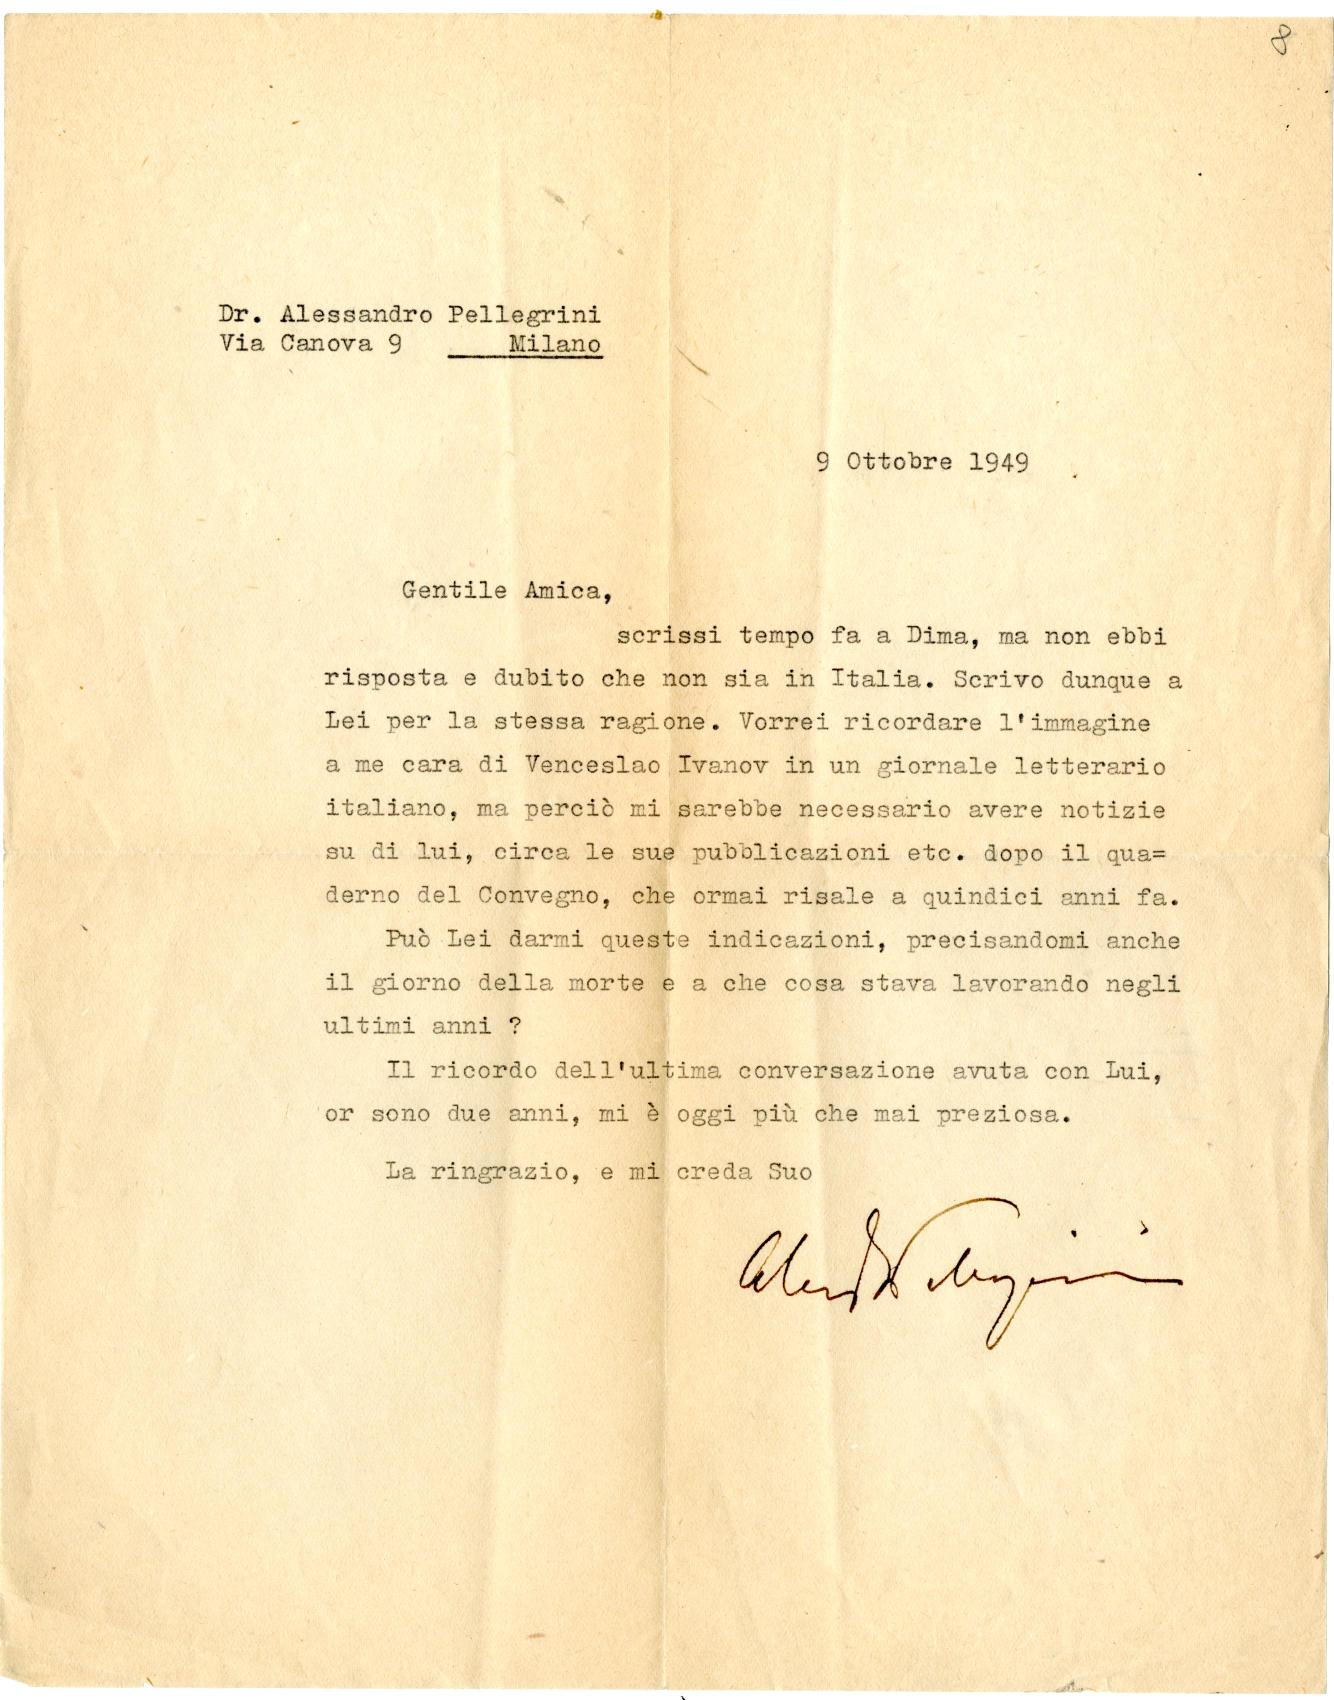 8
Dr. Alessandro Pellegrini
Via Canova 9 Milano
9 Ottobre 1949
Gentile Amica,
scrissi tempo fa a Dima, ma non ebbi
risposta e dubito che non sia in Italia. Scrivo dunque a
Lei per la stessa ragione. Vorrei ricordare l'immagine
a me cara di Venceslao Ivanov in un giornale letterario
italiano, ma perciò mi sarebbe necessario avere notizie
su di lui, circa le sue pubblicazioni etc. dopo il qua=
derno del Convegno, che ormai risale a quindici anni fa.
Può Lei darmi queste indicazioni, precisandomi anche
il giorno della morte e a che cosa stava lavorando negli
ultimi anni ?
Il ricordo dell'ultima conversazione avuta con Lui,
or sono due anni, mi è oggi più che mai preziosa.
La ringrazio, e mi creda Suo
Alessandro Pellegrini